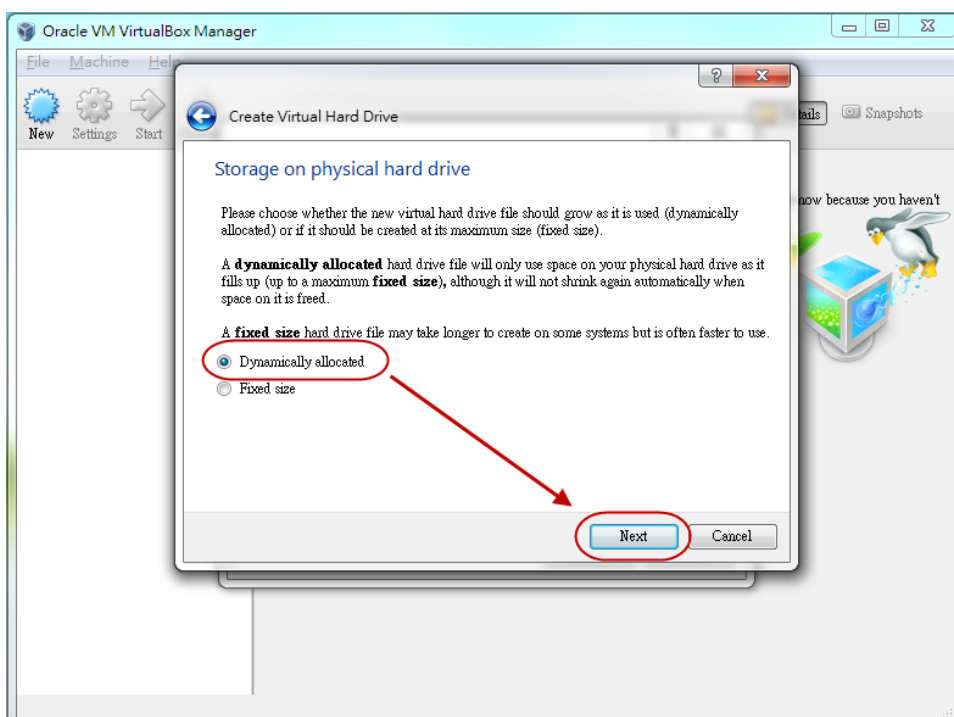 Oracle VM VirtualBox Manager
File Machine Help
Create Virtual Hard Drive
New Settings Start
Snapshots
Storage on physical hard drive
now because you haven't
Please choose whether the new virtual hard drive file should grow as it is used (dynamically
allocated) or if it should be created at its maximum size (fixed size).
A dynamically allocated hard drive file will only use space on your physical hard drive as it
fills up (up to a maximum fixed size), although it will not shrink again automatically when
space on it is freed.
A fixed size hard drive file may take longer to create on some systems but is often faster to use.
Dynamically allocated
Fixed size
Next Cancel